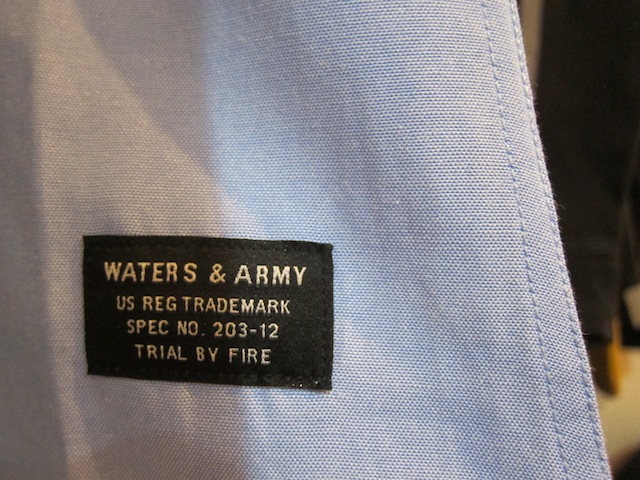 WATERS & ARMY
US REG TRADEMARK
SPEC NO. 203-12
TRIAL BY FIRE